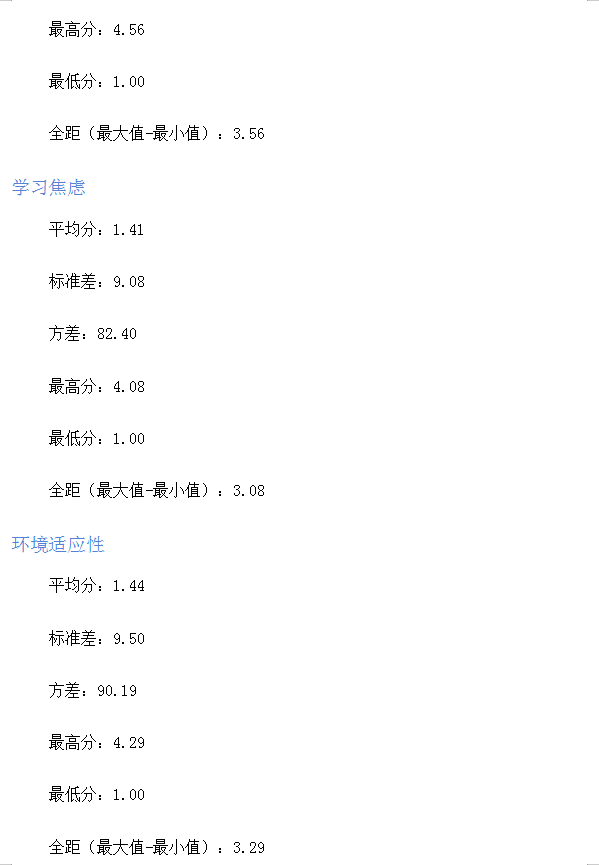 最高分：4.56
最低分：1.00
全距（最大值-最小值）：3.56
学习焦虑
平均分：1.41
标准差：9.08
方差：82.40
最高分：4.08
最低分：1.00
全距（最大值-最小值）：3.08
环境适应性
平均分：1.44
标准差：9.50
方差：90.19
最高分：4.29
最低分：1.00
全距（最大值-最小值）：3.29